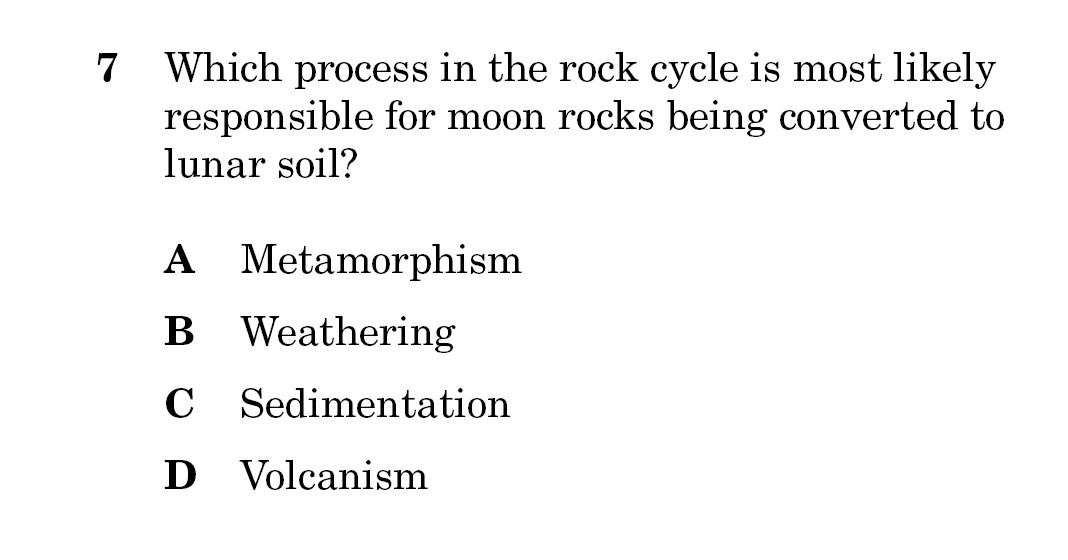 7 Which process in the rock cycle is most likely
responsible for moon rocks being converted to
lunar soil?
A Metamorphism
B Weathering
C Sedimentation
D Volcanism